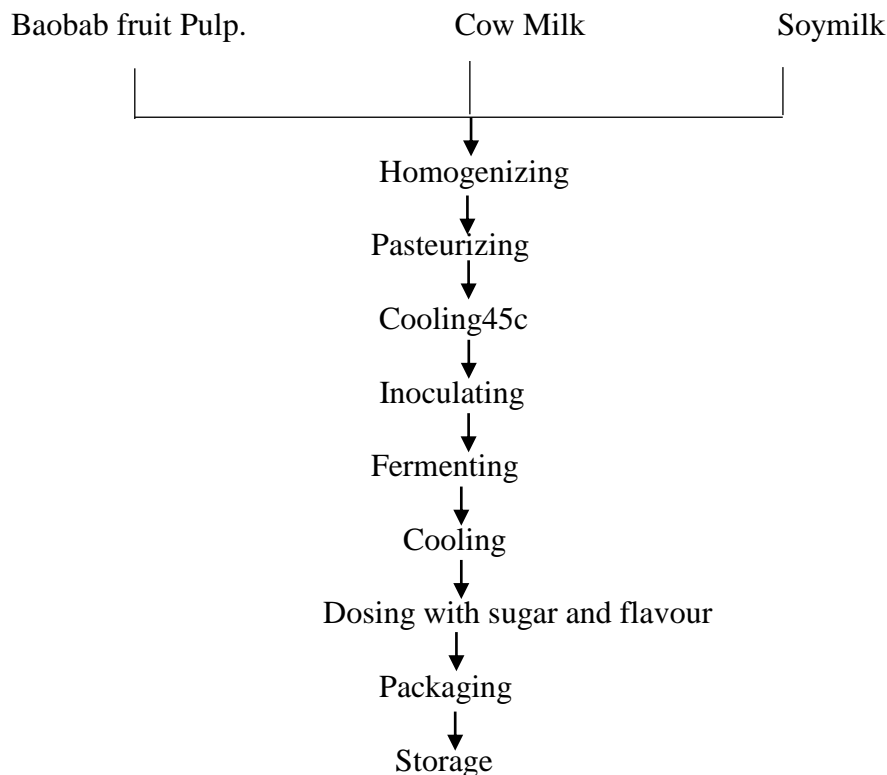 Baobab fruit Pulp. Cow Milk Soymilk
Homogenizing
Pasteurizing
Cooling45c
Inoculating
Fermenting
Cooling
Dosing with sugar and flavour
Packaging
Storage